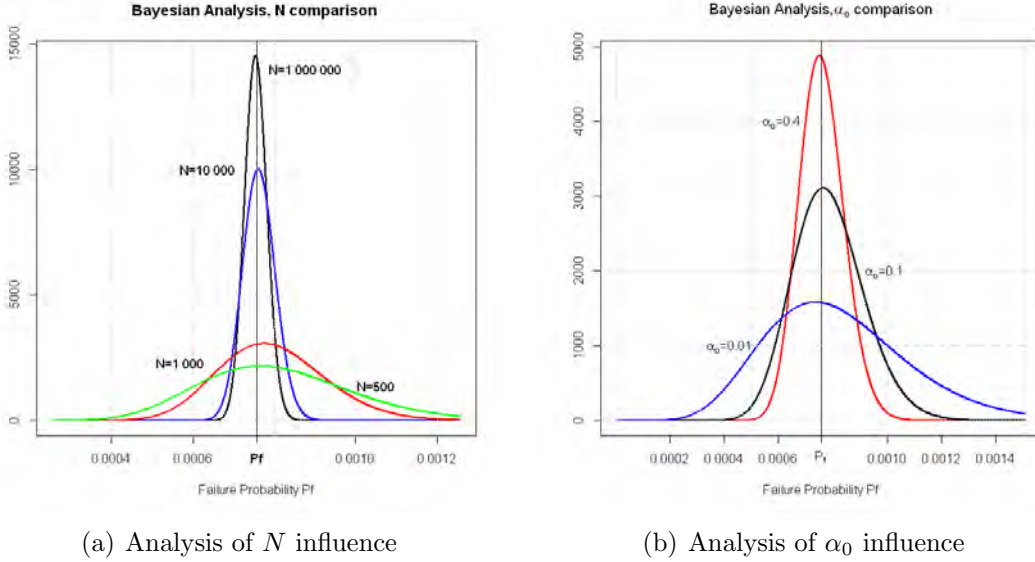 Bayesian Analysis, N comparison
15000
10000
5000
0
N=1 000 000
N=10 000
N=1 000
N=500
0.0004
0.0006
Pf
0.0010
0.0012
Failure Probability Pf
(a) Analysis of N influence
Bayesian Analysis,α₀ comparison
5000
4000
3000
2000
1000
0
α₀=0.4
α₀=0.1
α₀=0.01
0.0002
0.0004
0.0006
Pf
0.0010
0.0012
0.0014
Failure Probability Pf
(b) Analysis of α₀ influence